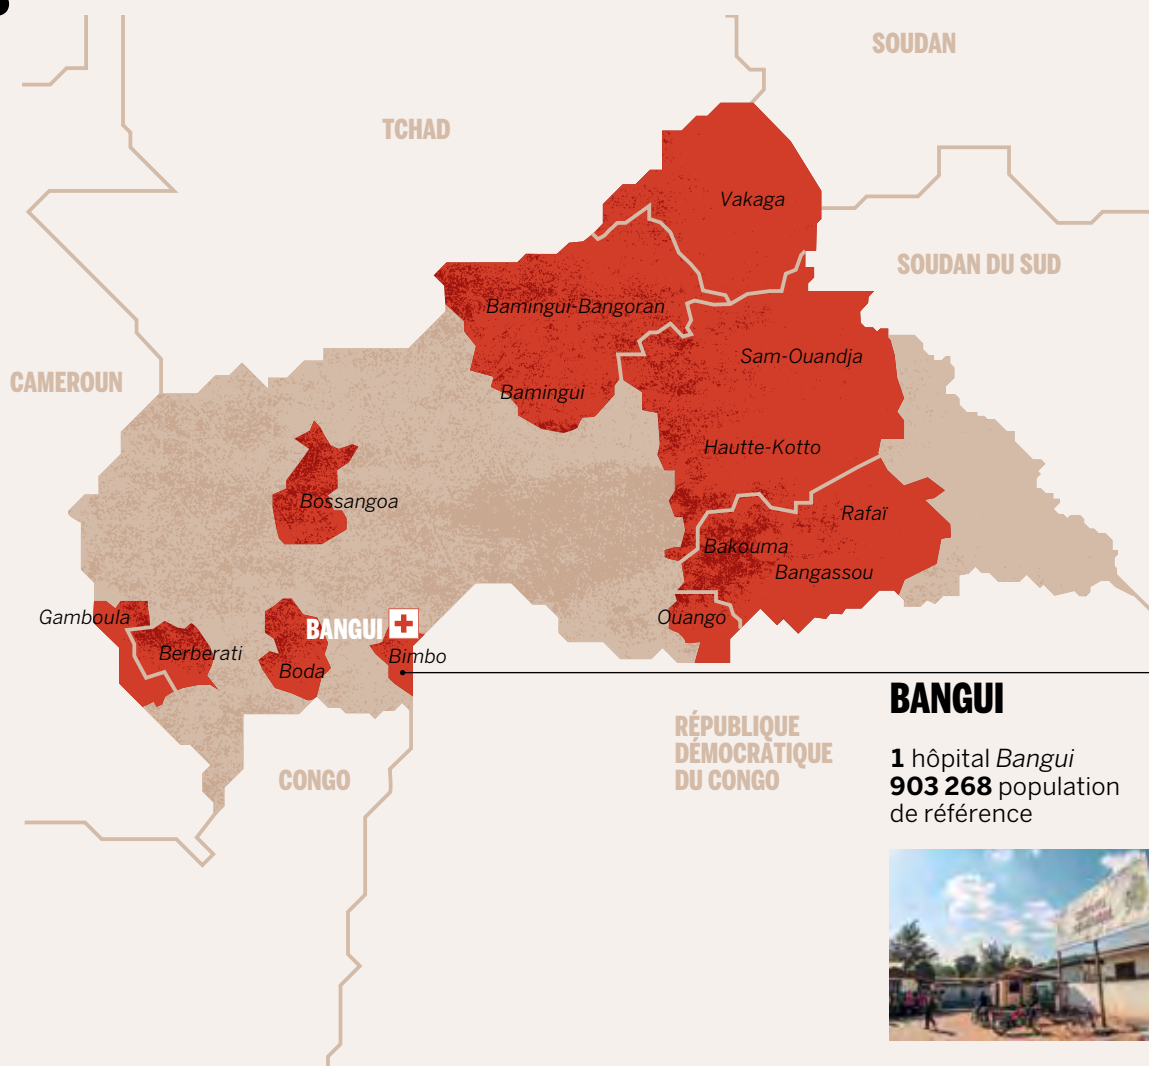 SOUDAN
TCHAD
Vakaga
SOUDAN DU SUD
Bamingui-Bangoran
Sam-Ouandja
CAMEROUN
Bamingui
Hautte-Kotto
Bossangoa
Rafaï
Bakouma
Bangassou
Gamboula
Ouango
BANGUI
Berberati
Bimbo
Boda
BANGUI
RÉPUBLIQUE
DÉMOCRATIQUE
DU CONGO
CONGO
1 hôpital Bangui
903 268 population
de référence